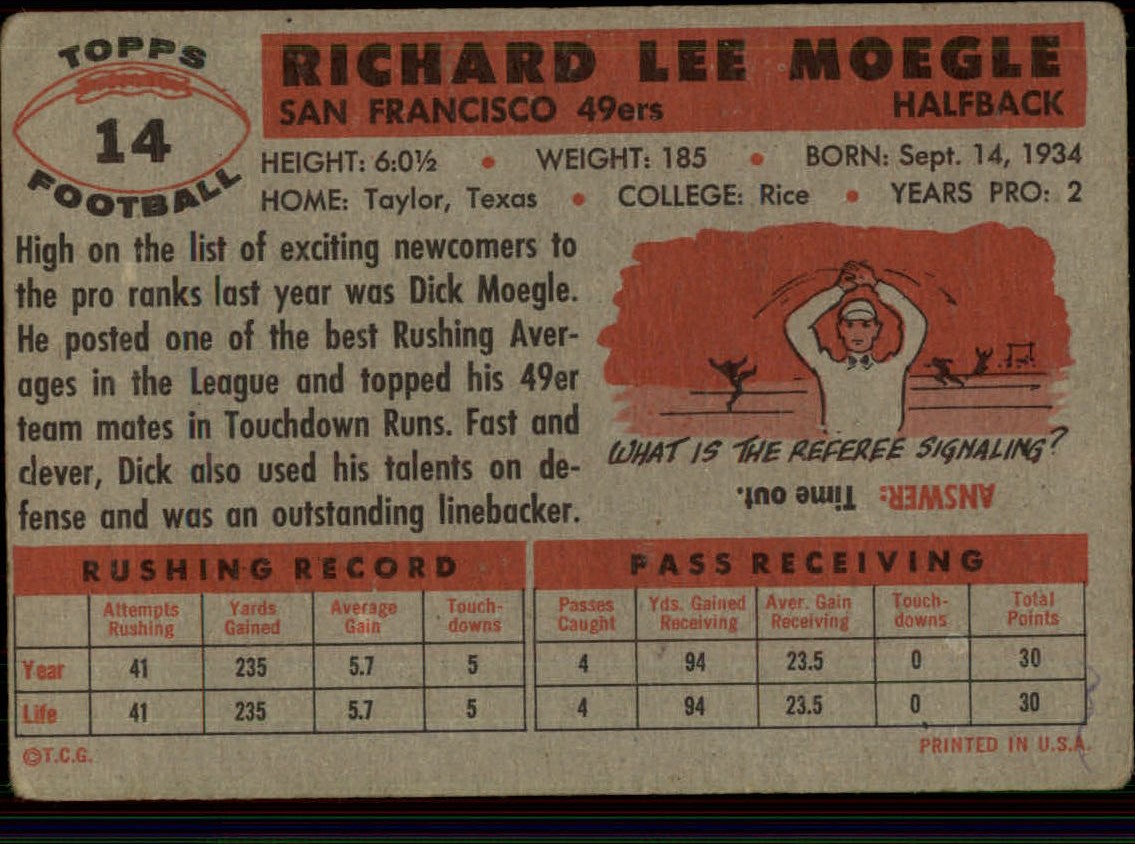 TOPPS
14
FOOTBALL
RICHARD LEE MOEGLE
SAN FRANCISCO 49ers HALFBACK
HEIGHT: 6:0½ • WEIGHT: 185 • BORN: Sept. 14, 1934
HOME: Taylor, Texas • COLLEGE: Rice • YEARS PRO: 2
High on the list of exciting newcomers to
the pro ranks last year was Dick Moegle.
He posted one of the best Rushing Aver-
ages in the League and topped his 49er
team mates in Touchdown Runs. Fast and
clever, Dick also used his talents on de-
fense and was an outstanding linebacker.
WHAT IS THE REFEREE SIGNALING?
ANSWER: Time out.
RUSHING RECORD
Attempts Rushing Yards Gained Average Gain Touch-downs
Year 41 235 5.7 5
Life 41 235 5.7 5
PASS RECEIVING
Passes Caught Yds. Gained Receiving Aver. Gain Receiving Touch-downs Total Points
4 94 23.5 0 30
4 94 23.5 0 30
©T.C.G.
PRINTED IN U.S.A.